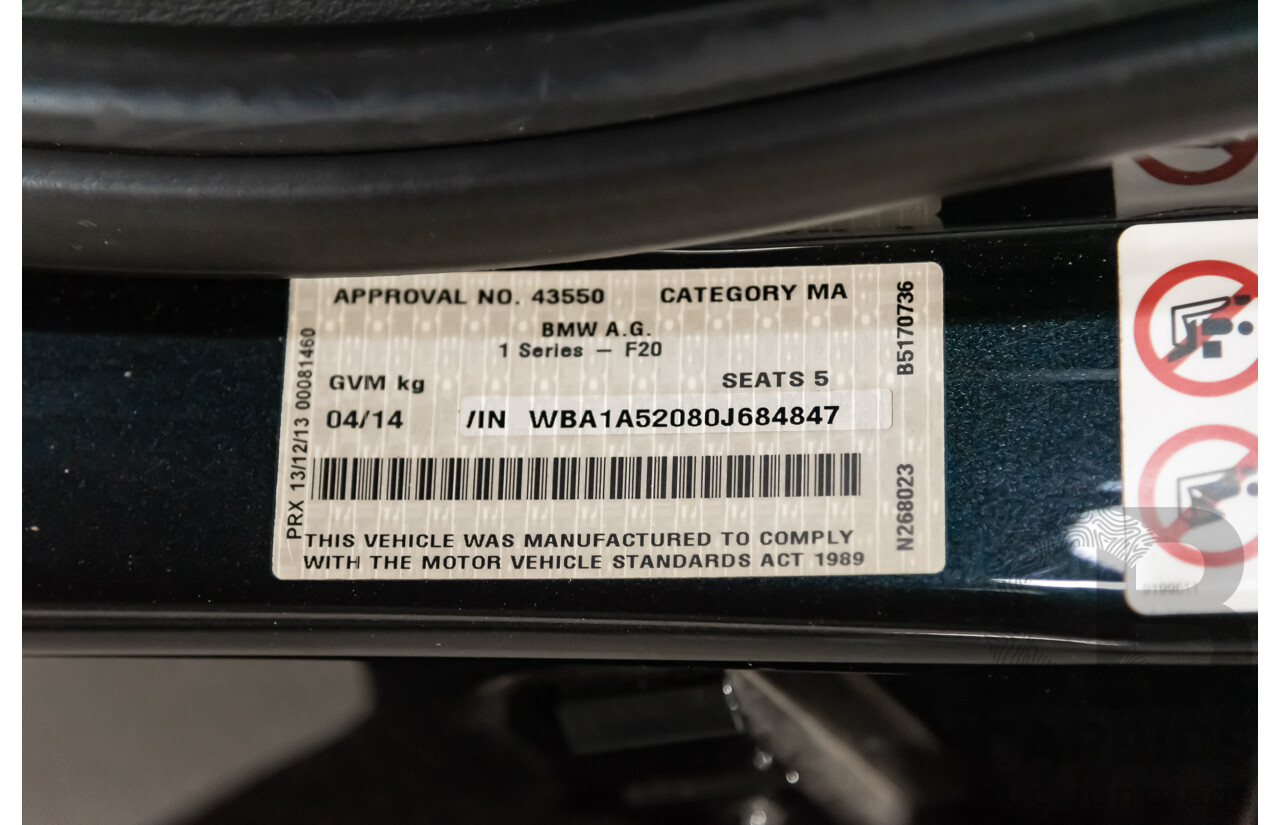 APPROVAL NO. 43550 CATEGORY MA
BMW A.G.
1 Series – F20
GVM kg SEATS 5
04/14 /IN WBA1A52080J684847
THIS VEHICLE WAS MANUFACTURED TO COMPLY
WITH THE MOTOR VEHICLE STANDARDS ACT 1989
PRX 13/12/13 00081460
B5170736
N268023